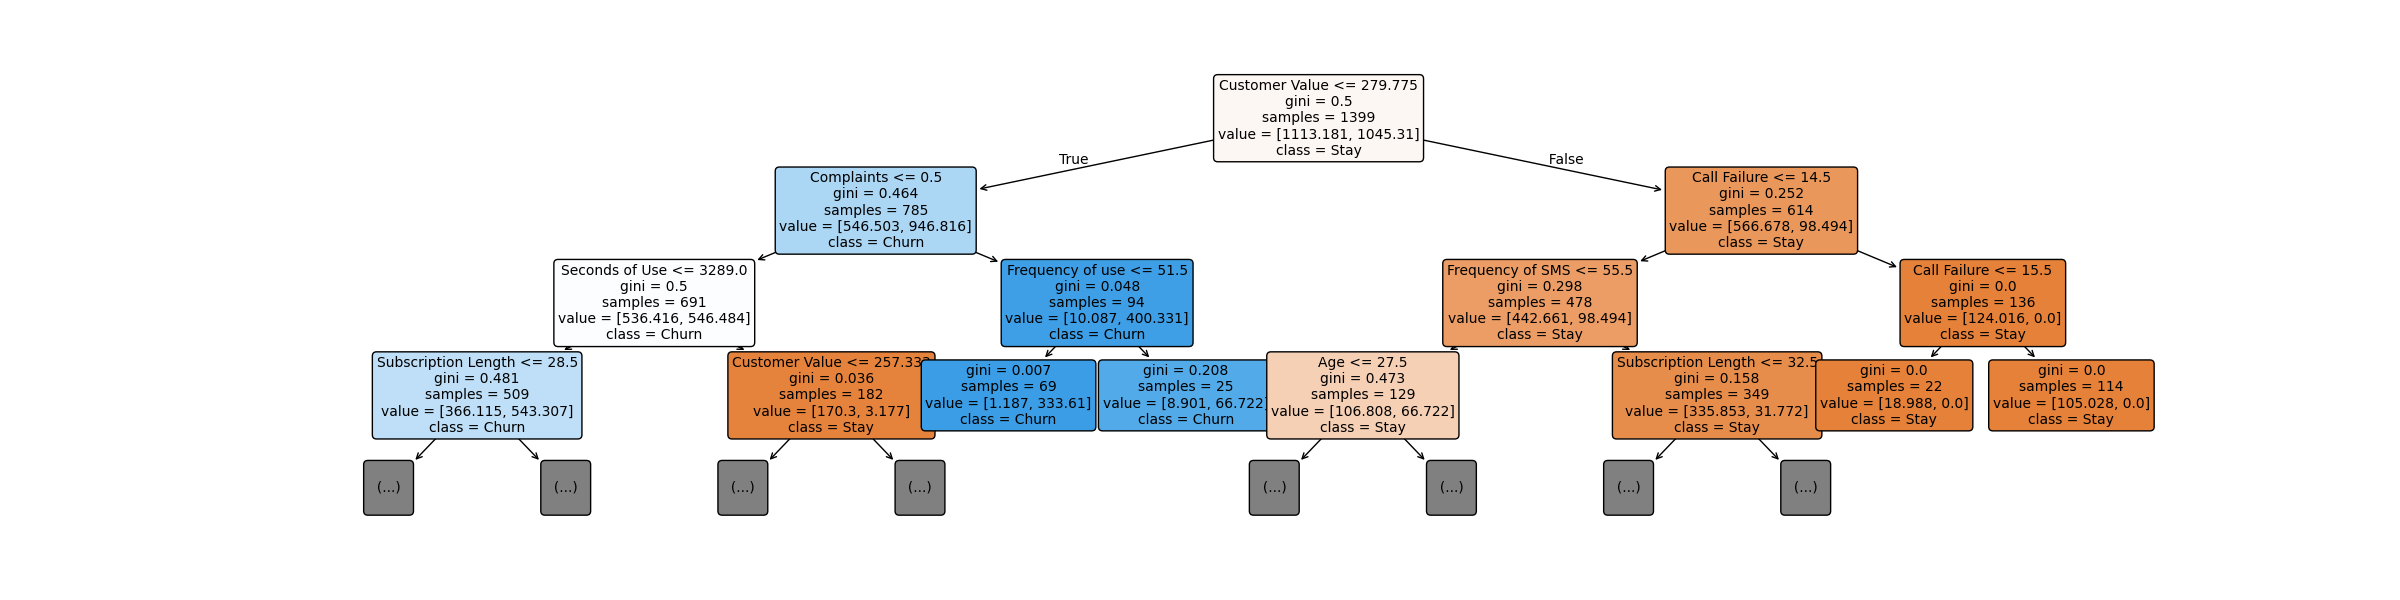 Customer Value <= 279.775
gini = 0.5
samples = 1399
value = [1113.181, 1045.31]
class = Stay
True
False
Complaints <= 0.5
gini = 0.464
samples = 785
value = [546.503, 946.816]
class = Churn
Call Failure <= 14.5
gini = 0.252
samples = 614
value = [566.678, 98.494]
class = Stay
Seconds of Use <= 3289.0
gini = 0.5
samples = 691
value = [536.416, 546.484]
class = Churn
Frequency of use <= 51.5
gini = 0.048
samples = 94
value = [10.087, 400.331]
class = Churn
Frequency of SMS <= 55.5
gini = 0.298
samples = 478
value = [442.661, 98.494]
class = Stay
Call Failure <= 15.5
gini = 0.0
samples = 136
value = [124.016, 0.0]
class = Stay
Subscription Length <= 28.5
gini = 0.481
samples = 509
value = [366.115, 543.307]
class = Churn
Customer Value <=
gini = 0.036
samples = 182
value = [170.3, 3.177]
class = Stay
gini = 0.007
samples = 69
value = [1.187, 333.61]
class = Churn
gini = 0.208
samples = 25
value = [8.901, 66.722]
class = Churn
Age <= 27.5
gini = 0.473
samples = 129
value = [106.808, 66.722]
class = Stay
Subscription Length <= 32.5
gini = 0.158
samples = 349
value = [335.853, 31.772]
class = Stay
gini = 0.0
samples = 22
value = [18.988, 0.0]
class = Stay
gini = 0.0
samples = 114
value = [105.028, 0.0]
class = Stay
(...)
(...)
(...)
(...)
(...)
(...)
(...)
(...)